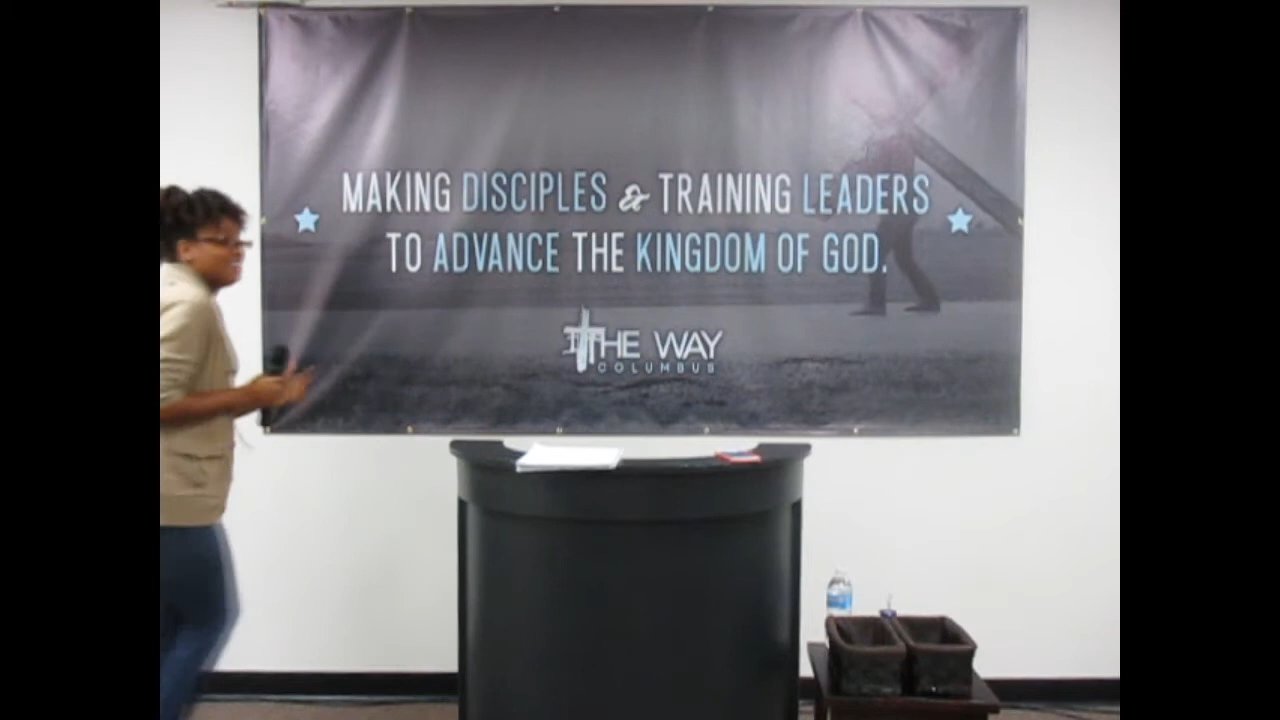 MAKING DISCIPLES & TRAINING LEADERS
TO ADVANCE THE KINGDOM OF GOD.
THE WAY
COLUMBUS